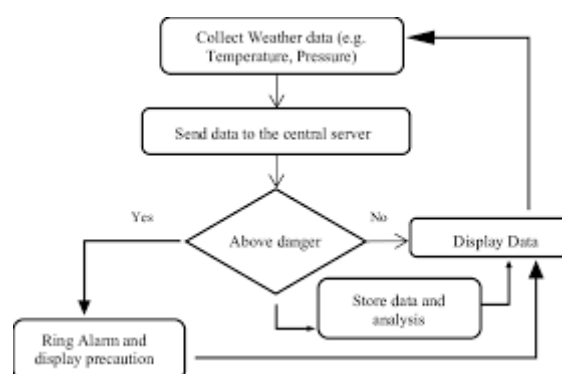 Collect Weather data (e.g.
Temperature, Pressure)
Send data to the central server
Yes
No
Above danger
Display Data
Store data and
analysis
Ring Alarm and
display precaution